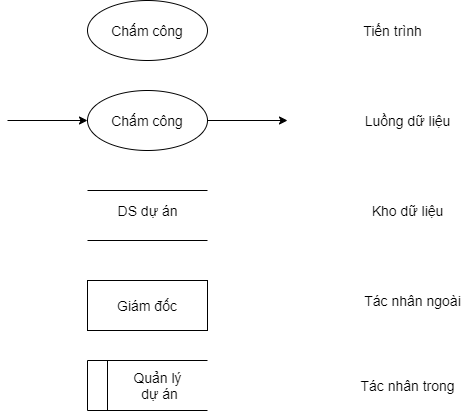 Chấm công
Tiến trình
Chấm công
Luồng dữ liệu
DS dự án
Kho dữ liệu
Giám đốc
Tác nhân ngoài
Quản lý
dự án
Tác nhân trong